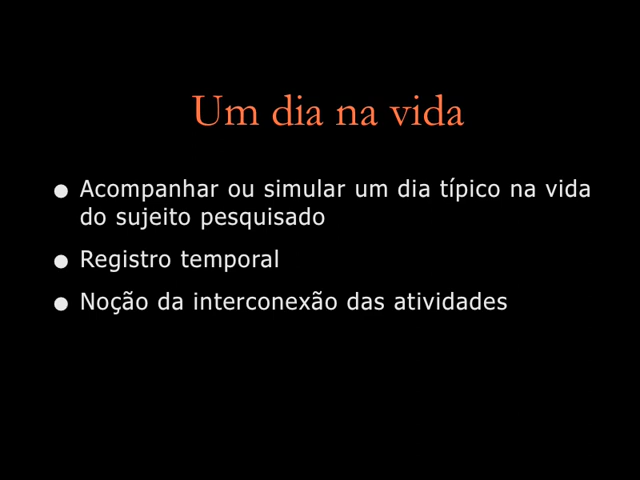 Um dia na vida
● Acompanhar ou simular um dia típico na vida
do sujeito pesquisado
● Registro temporal
● Noção da interconexão das atividades